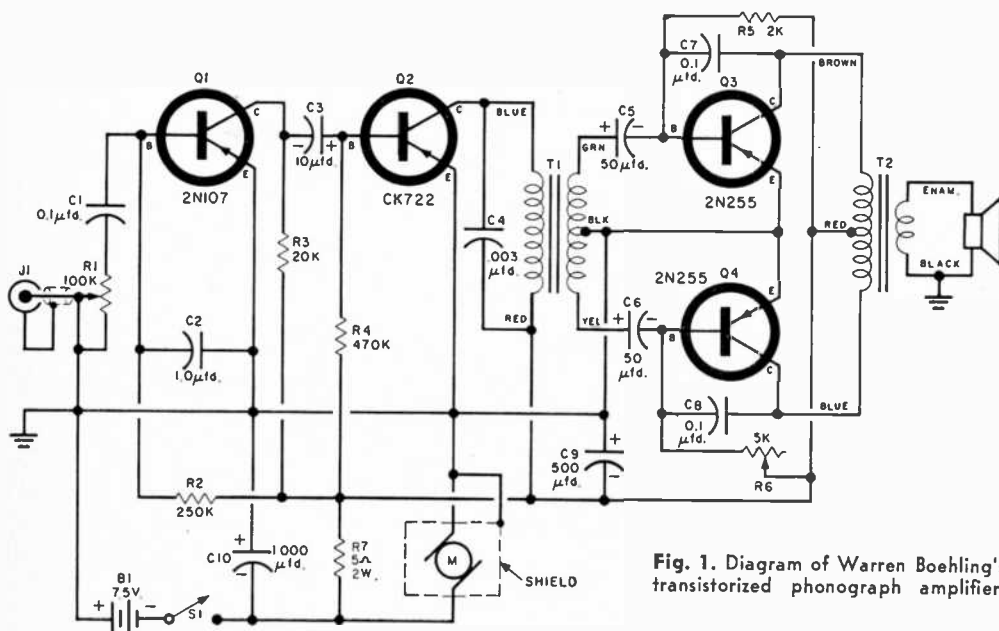 R5 2K
C7
0.1
µfd.
BROWN
Q1
Q2
Q3
C
C3
C
C
C5
BLUE
B
B
B
10µfd.
GRN
50µfd.
E
E
E
T2
2N107
CK722
T1
2N255
ENAM.
C1
0.1µfd.
C4
.003
µfd.
BLK
RED
R3
20K
2N255
Q4
BLACK
J1
R1
100K
C6
E
RED
YEL
B
C2
R4
470K
50
µfd.
C
1.0µfd.
C8
0.1
µfd.
BLUE
5K
C9
500
µfd.
R6
R2
250K
C10
1000
µfd.
R7
5Ω
2W.
M
SHIELD
B1
7.5V.
S1
Fig. 1. Diagram of Warren Boehling'
transistorized phonograph amplifier